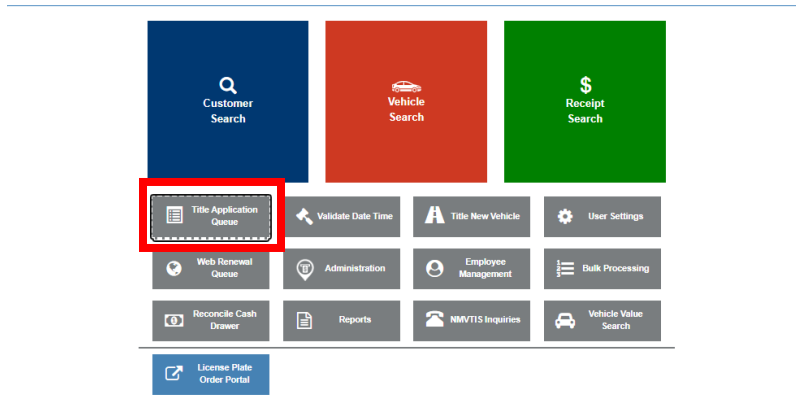 Customer
Search
Vehicle
Search
$
Receipt
Search
Title Application
Queue
Validate Date Time
Title New Vehicle
User Settings
Web Renewal
Queue
Administration
Employee
Management
Bulk Processing
Reconcile Cash
Drawer
Reports
NMVTIS Inquiries
Vehicle Value
Search
License Plate
Order Portal